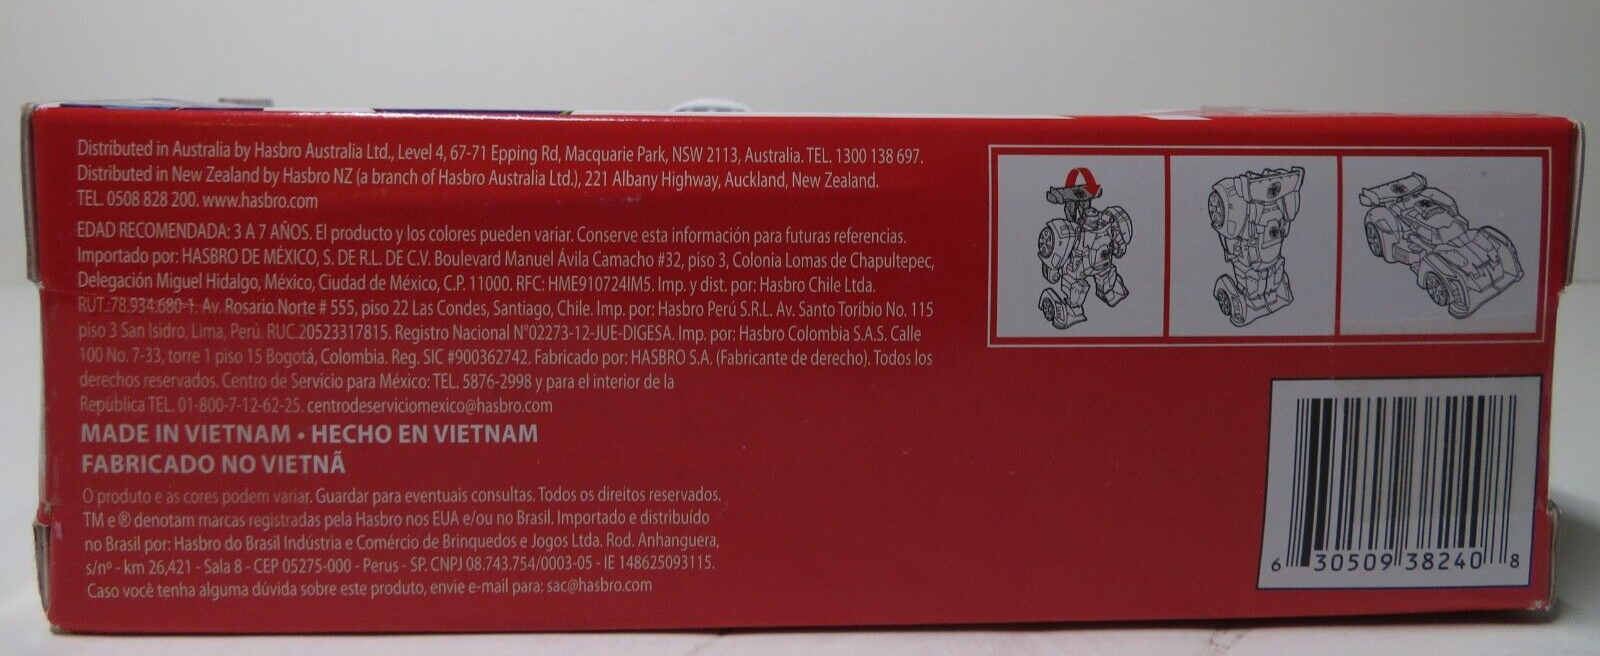 Distributed in Australia by Hasbro Australia Ltd., Level 4, 67-71 Epping Rd, Macquarie Park, NSW 2113, Australia. TEL. 1300 138 697.
Distributed in New Zealand by Hasbro NZ (a branch of Hasbro Australia Ltd.), 221 Albany Highway, Auckland, New Zealand.
TEL. 0508 828 200. www.hasbro.com
EDAD RECOMENDADA: 3 A 7 AÑOS. El producto y los colores pueden variar. Conserve esta información para futuras referencias.
Importado por: HASBRO DE MÉXICO, S. DE R.L. DE C.V. Boulevard Manuel Ávila Camacho #32, piso 3, Colonia Lomas de Chapultepec,
Delegación Miguel Hidalgo, México, Ciudad de México, C.P. 11000. RFC: HME910724IM5. Imp. y dist. por: Hasbro Chile Ltda.
RUT.:78.934.680-1. Av. Rosario Norte # 555, piso 22 Las Condes, Santiago, Chile. Imp. por: Hasbro Perú S.R.L. Av. Santo Toribio No. 115
piso 3 San Isidro, Lima, Perú. RUC.20523317815. Registro Nacional N°02273-12-JUE-DIGESA. Imp. por: Hasbro Colombia S.A.S. Calle
100 No. 7-33, torre 1 piso 15 Bogotá, Colombia. Reg. SIC #900362742. Fabricado por: HASBRO S.A. (Fabricante de derecho). Todos los
derechos reservados. Centro de Servicio para México: TEL. 5876-2998 y para el interior de la
República TEL. 01-800-7-12-62-25. centrodeserviciomexico@hasbro.com
MADE IN VIETNAM • HECHO EN VIETNAM
FABRICADO NO VIETNÃ
O produto e as cores podem variar. Guardar para eventuais consultas. Todos os direitos reservados.
TM e ® denotam marcas registradas pela Hasbro nos EUA e/ou no Brasil. Importado e distribuído
no Brasil por: Hasbro do Brasil Indústria e Comércio de Brinquedos e Jogos Ltda. Rod. Anhanguera,
s/nº - km 26,421 - Sala 8 - CEP 05275-000 - Perus - SP. CNPJ 08.743.754/0003-05 - IE 148625093115.
Caso você tenha alguma dúvida sobre este produto, envie e-mail para: sac@hasbro.com
6 30509 38240 8